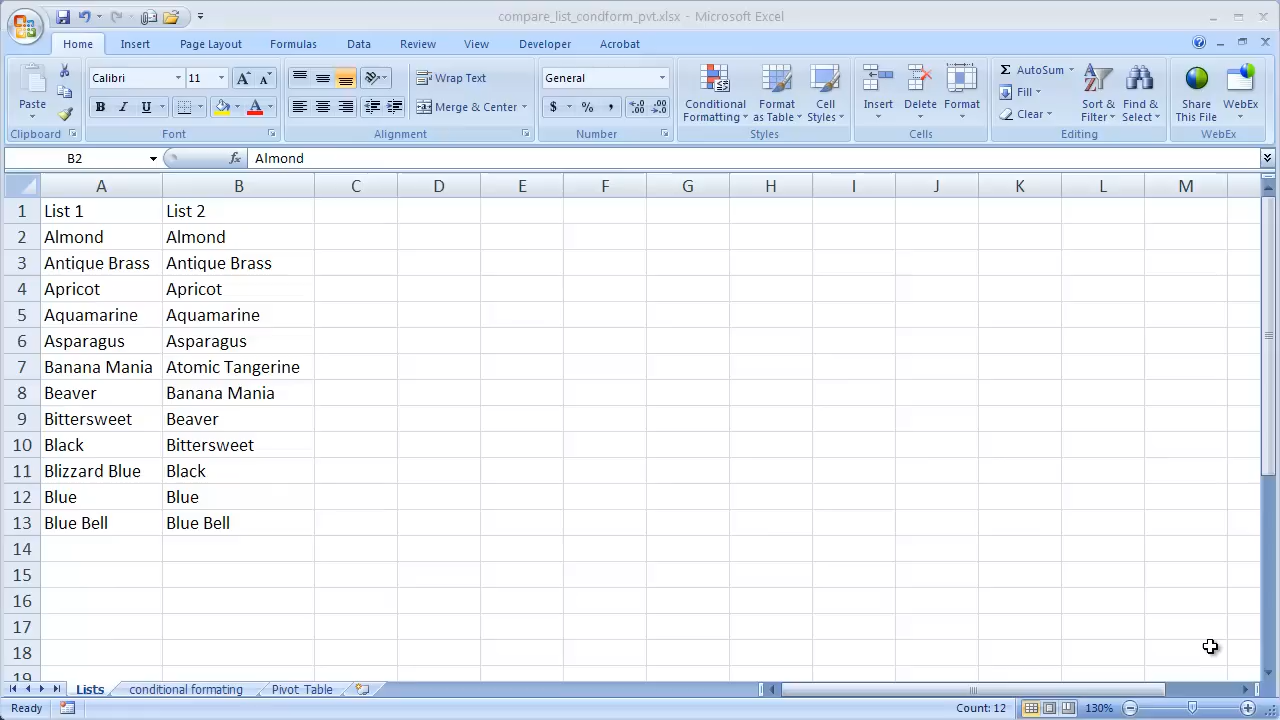 compare_list_condform_pvt.xlsx - Microsoft Excel
Home Insert Page Layout Formulas Data Review View Developer Acrobat
Paste
Clipboard
Calibri 11
B I U
Font
Wrap Text
Merge & Center
Alignment
General
$ % ,
Number
Conditional Formatting
Format as Table
Cell Styles
Styles
Insert
Delete
Format
Cells
Σ AutoSum
Fill
Clear
Sort & Filter
Find & Select
Editing
Share This File
WebEx
WebEx
B2 fx Almond
A B C D E F G H I J K L M
1 List 1 List 2
2 Almond Almond
3 Antique Brass Antique Brass
4 Apricot Apricot
5 Aquamarine Aquamarine
6 Asparagus Asparagus
7 Banana Mania Atomic Tangerine
8 Beaver Banana Mania
9 Bittersweet Beaver
10 Black Bittersweet
11 Blizzard Blue Black
12 Blue Blue
13 Blue Bell Blue Bell
14
15
16
17
18
19
Lists conditional formating Pivot Table
Ready Count: 12 130%